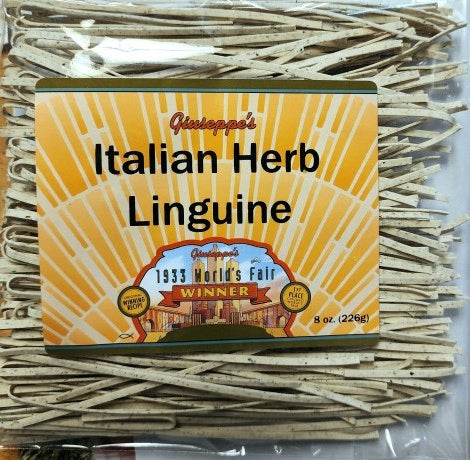 Giuseppe's
Italian Herb
Linguine
Giuseppe's
1933 World's Fair
WINNER
WINNING
RECIPE
1ST
PLACE
8 oz. (226g)